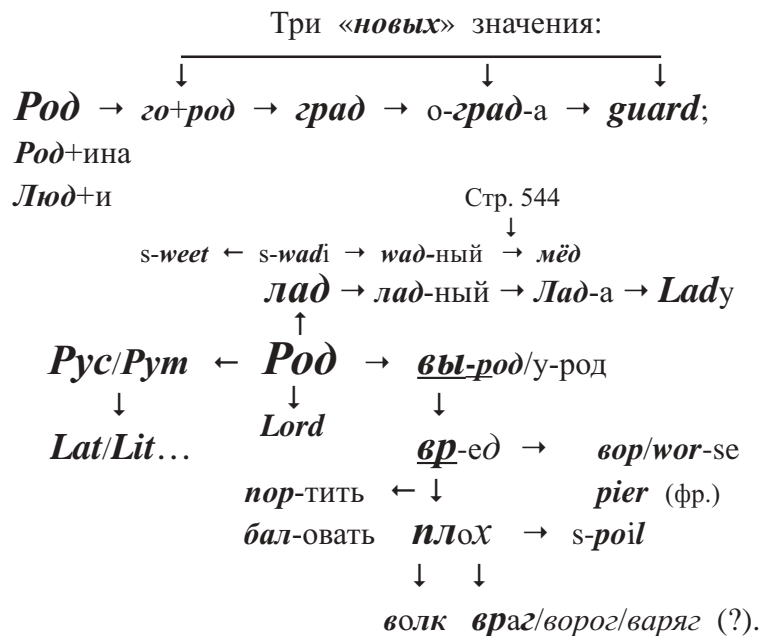 Три «новых» значения:
Род → го+род → град → о-град-а → guard;
Род+ина
Люд+и
Стр. 544
s-weet ← s-wadi → wad-ный → мёд
лад → лад-ный → Лад-а → Lady
Рус/Рут ← Род → вы-род/у-род
Lord
Lat/Lit... вр-ед → вор/wor-se
пор-тить ← pier (фр.)
бал-овать плох → s-poil
волк враг/ворог/варяг (?).